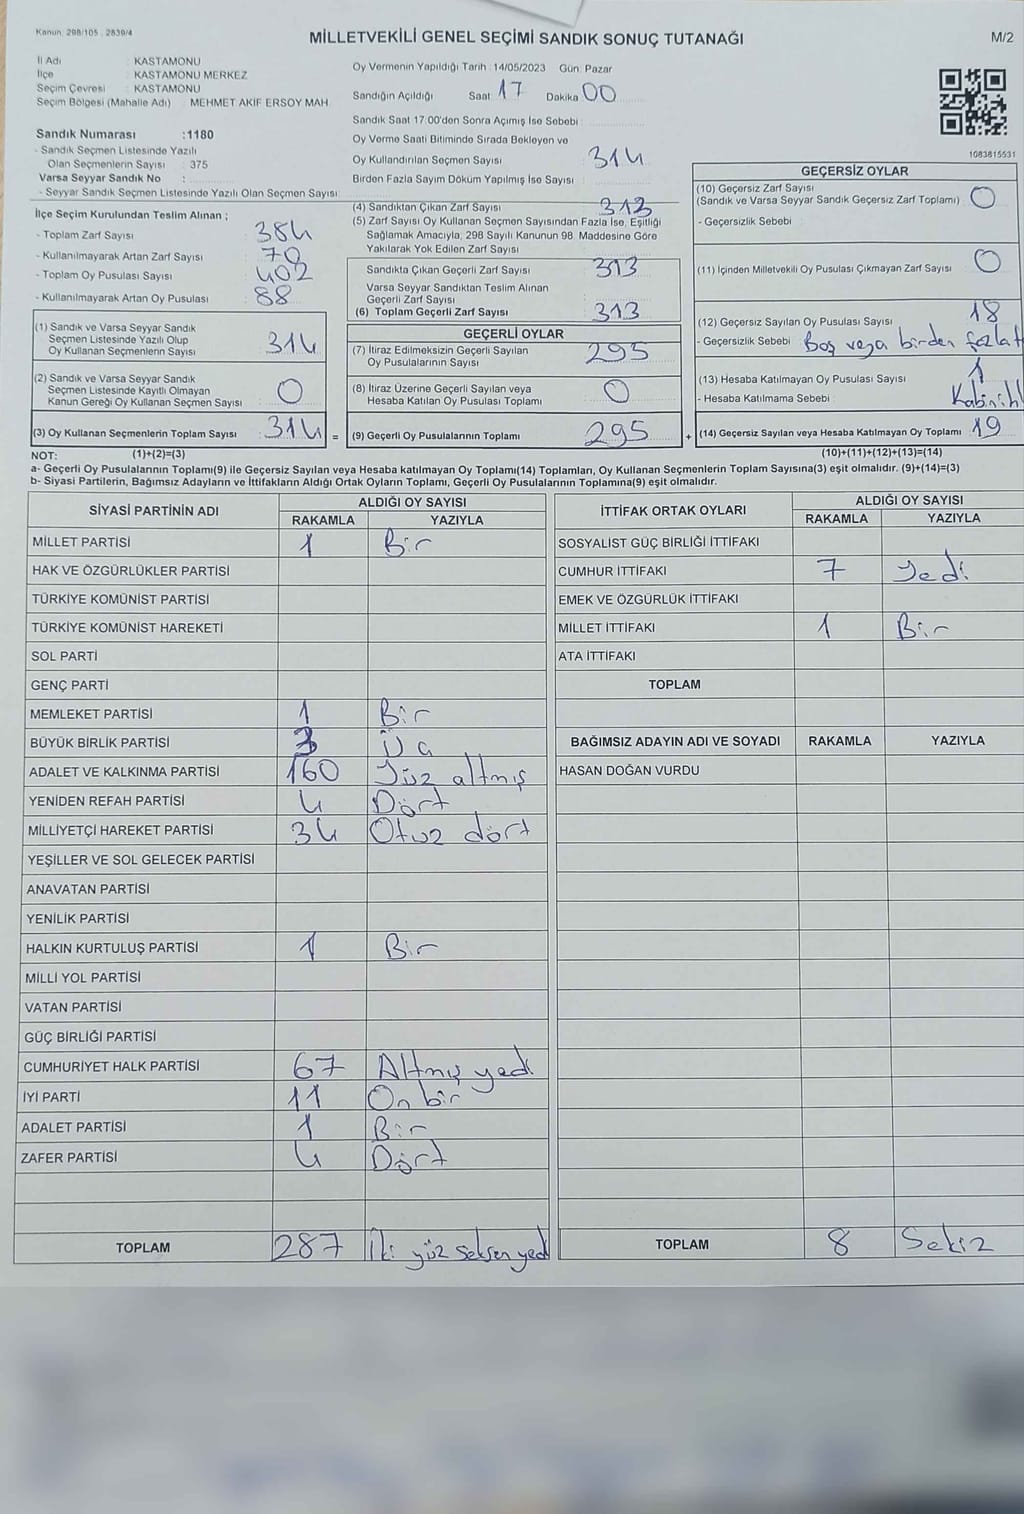 Kanun: 298/105 , 2839/4
MİLLETVEKİLİ GENEL SEÇİMİ SANDIK SONUÇ TUTANAĞI
M/2
İl Adı : KASTAMONU
İlçe : KASTAMONU MERKEZ
Seçim Çevresi : KASTAMONU
Seçim Bölgesi (Mahalle Adı) : MEHMET AKİF ERSOY MAH.
Sandık Numarası :1180
- Sandık Seçmen Listesinde Yazılı
Olan Seçmenlerin Sayısı : 375
Varsa Seyyar Sandık No :
- Seyyar Sandık Seçmen Listesinde Yazılı Olan Seçmen Sayısı:
Oy Vermenin Yapıldığı Tarih : 14/05/2023 Gün: Pazar
Sandığın Açıldığı Saat 17 Dakika 00
Sandık Saat 17.00'den Sonra Açımış İse Sebebi :
Oy Verme Saati Bitiminde Sırada Bekleyen ve
Oy Kullandırılan Seçmen Sayısı 314
Birden Fazla Sayım Döküm Yapılmış İse Sayısı :
1083815531
İlçe Seçim Kurulundan Teslim Alınan ;
- Toplam Zarf Sayısı : 384
- Kullanılmayarak Artan Zarf Sayısı : 70
- Toplam Oy Pusulası Sayısı : 402
- Kullanılmayarak Artan Oy Pusulası : 88
(1) Sandık ve Varsa Seyyar Sandık
Seçmen Listesinde Yazılı Olup
Oy Kullanan Seçmenlerin Sayısı : 314
(2) Sandık ve Varsa Seyyar Sandık
Seçmen Listesinde Kayıtlı Olmayan
Kanun Gereği Oy Kullanan Seçmen Sayısı : 0
(3) Oy Kullanan Seçmenlerin Toplam Sayısı : 314 =
(4) Sandıktan Çıkan Zarf Sayısı : 313
(5) Zarf Sayısı Oy Kullanan Seçmen Sayısından Fazla İse, Eşitliği
Sağlamak Amacıyla, 298 Sayılı Kanunun 98. Maddesine Göre
Yakılarak Yok Edilen Zarf Sayısı :
Sandıkta Çıkan Geçerli Zarf Sayısı : 313
Varsa Seyyar Sandıktan Teslim Alınan
Geçerli Zarf Sayısı
(6) Toplam Geçerli Zarf Sayısı : 313
GEÇERLİ OYLAR
(7) İtiraz Edilmeksizin Geçerli Sayılan
Oy Pusulalarının Sayısı : 295
(8) İtiraz Üzerine Geçerli Sayılan veya
Hesaba Katılan Oy Pusulası Toplamı : 0
(9) Geçerli Oy Pusulalarının Toplamı : 295 +
GEÇERSİZ OYLAR
(10) Geçersiz Zarf Sayısı
(Sandık ve Varsa Seyyar Sandık Geçersiz Zarf Toplamı) : 0
- Geçersizlik Sebebi :
(11) İçinden Milletvekili Oy Pusulası Çıkmayan Zarf Sayısı : 0
(12) Geçersiz Sayılan Oy Pusulası Sayısı : 18
- Geçersizlik Sebebi : Boş veya birden fazla
(13) Hesaba Katılmayan Oy Pusulası Sayısı : 1
- Hesaba Katılmama Sebebi :
(14) Geçersiz Sayılan veya Hesaba Katılmayan Oy Toplamı : 19
NOT: (1)+(2)=(3) (10)+(11)+(12)+(13)=(14)
a- Geçerli Oy Pusulalarının Toplamı(9) ile Geçersiz Sayılan veya Hesaba katılmayan Oy Toplamı(14) Toplamları, Oy Kullanan Seçmenlerin Toplam Sayısına(3) eşit olmalıdır. (9)+(14)=(3)
b- Siyasi Partilerin, Bağımsız Adayların ve İttifakların Aldığı Ortak Oyların Toplamı, Geçerli Oy Pusulalarının Toplamına(9) eşit olmalıdır.
SİYASİ PARTİNİN ADI ALDIĞI OY SAYISI
RAKAMLA YAZIYLA
MİLLET PARTİSİ 1 Bir
HAK VE ÖZGÜRLÜKLER PARTİSİ
TÜRKİYE KOMÜNİST PARTİSİ
TÜRKİYE KOMÜNİST HAREKETİ
SOL PARTİ
GENÇ PARTİ
MEMLEKET PARTİSİ 1 Bir
BÜYÜK BİRLİK PARTİSİ 3 Üç
ADALET VE KALKINMA PARTİSİ 160 Yüz altmış
YENİDEN REFAH PARTİSİ 4 Dört
MİLLİYETÇİ HAREKET PARTİSİ 34 Otuz dört
YEŞİLLER VE SOL GELECEK PARTİSİ
ANAVATAN PARTİSİ
YENİLİK PARTİSİ
HALKIN KURTULUŞ PARTİSİ 1 Bir
MİLLİ YOL PARTİSİ
VATAN PARTİSİ
GÜÇ BİRLİĞİ PARTİSİ
CUMHURİYET HALK PARTİSİ 67 Altmış yedi
İYİ PARTİ 11 On bir
ADALET PARTİSİ 1 Bir
ZAFER PARTİSİ 4 Dört
TOPLAM 287 İki yüz seksen yedi
İTTİFAK ORTAK OYLARI ALDIĞI OY SAYISI
RAKAMLA YAZIYLA
SOSYALİST GÜÇ BİRLİĞİ İTTİFAKI
CUMHUR İTTİFAKI 7 Yedi
EMEK VE ÖZGÜRLÜK İTTİFAKI
MİLLET İTTİFAKI 1 Bir
ATA İTTİFAKI
TOPLAM
BAĞIMSIZ ADAYIN ADI VE SOYADI RAKAMLA YAZIYLA
HASAN DOĞAN VURDU
TOPLAM 8 Sekiz